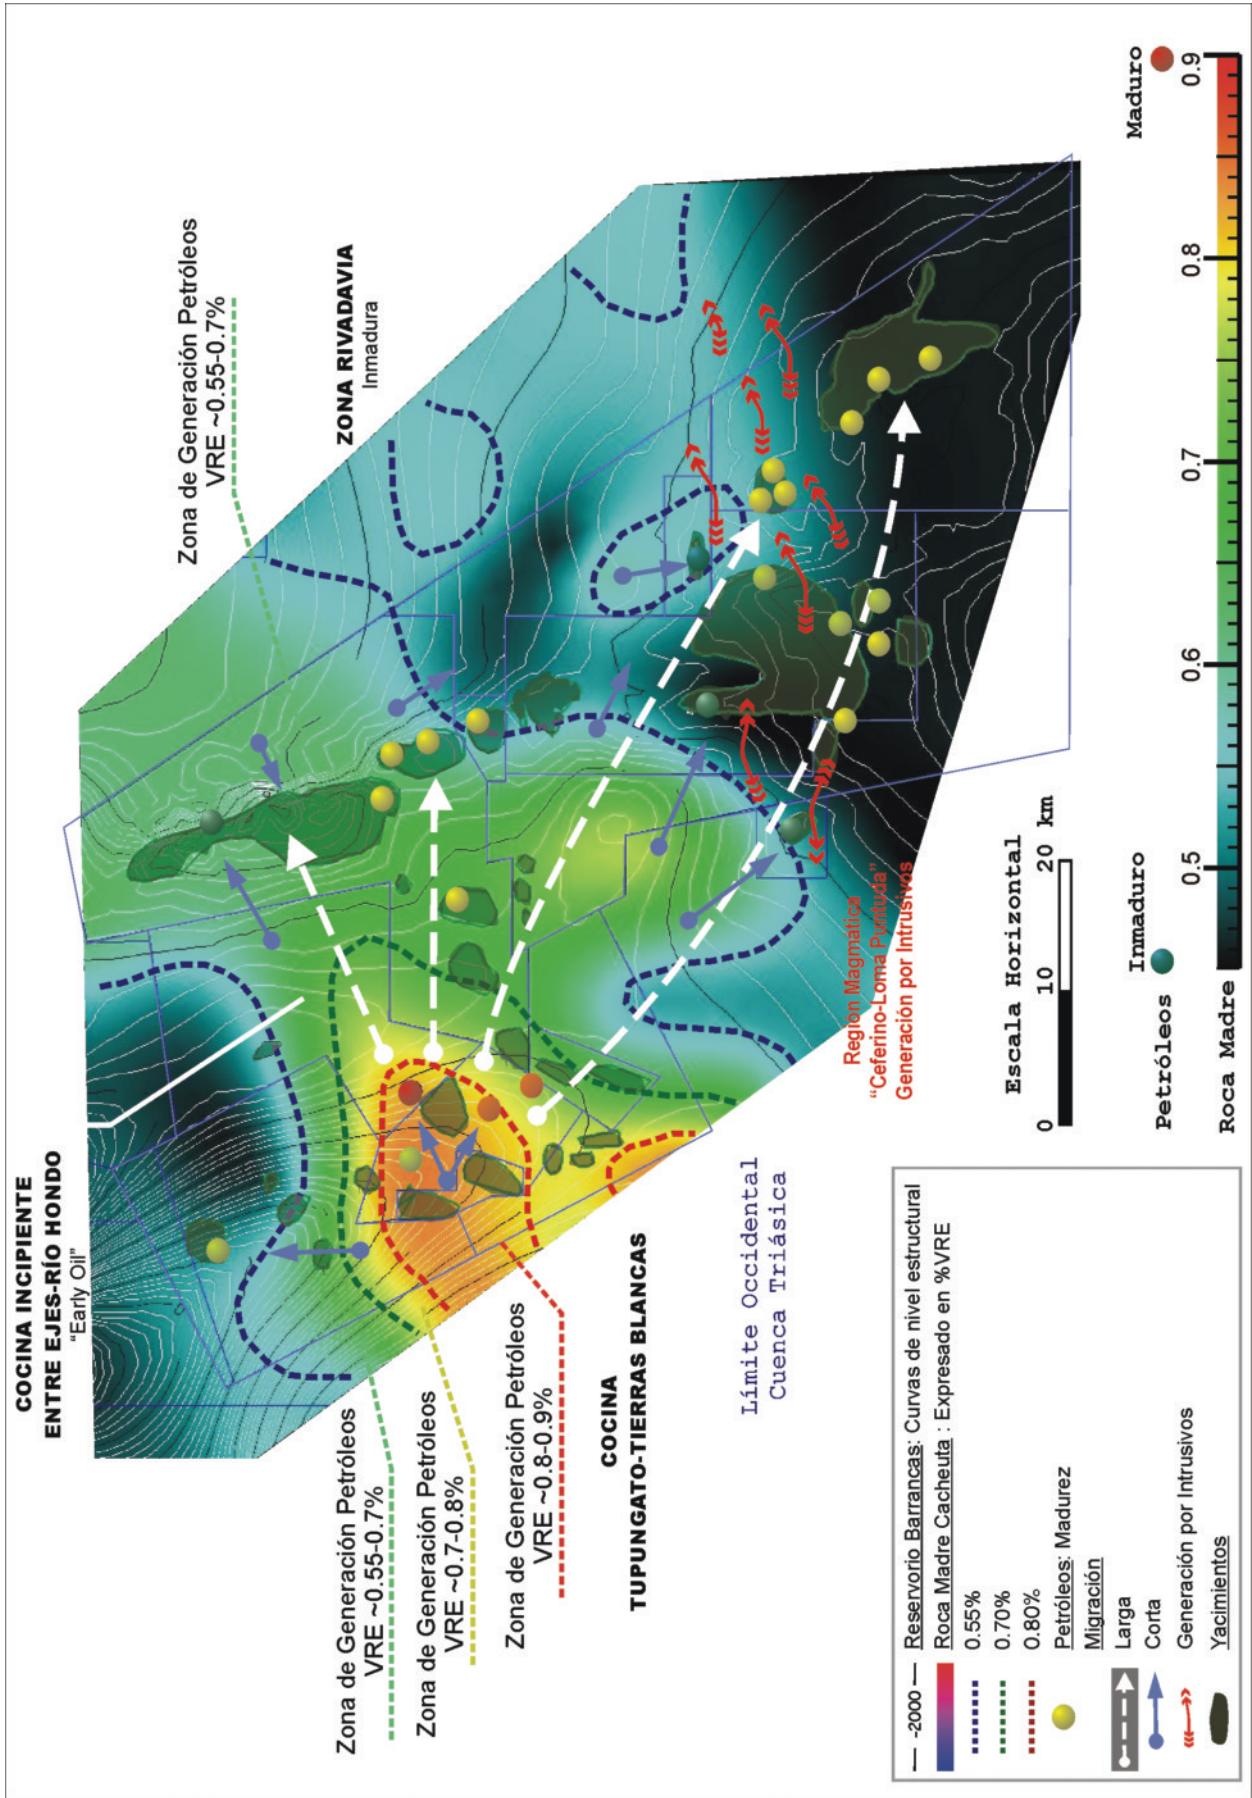 COCINA INCIPIENTE
ENTRE EJES-RÍO HONDO
"Early Oil"
Zona de Generación Petróleos
VRE ~0.55-0.7%
ZONA RIVADAVIA
Inmadura
Zona de Generación Petróleos
VRE ~0.55-0.7%
Zona de Generación Petróleos
VRE ~0.7-0.8%
Zona de Generación Petróleos
VRE ~0.8-0.9%
COCINA
TUPUNGATO-TIERRAS BLANCAS
Límite Occidental
Cuenca Triásica
Región Magmática
"Ceferino-Loma Puntuda"
Generación por Intrusivos
Escala Horizontal
0 10 20 km
Petróleos Inmaduro Maduro
Roca Madre 0.5 0.6 0.7 0.8 0.9
-2000 Reservorio Barrancas: Curvas de nivel estructural
Roca Madre Cacheuta : Expresado en %VRE
0.55%
0.70%
0.80%
Petróleos: Madurez
Migración
Larga
Corta
Generación por Intrusivos
Yacimientos